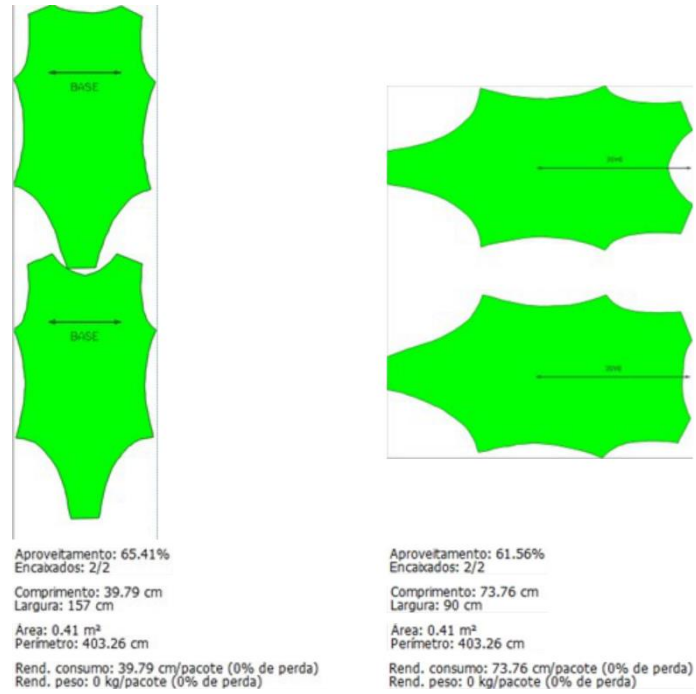 BASE
BASE
Aproveitamento: 65.41%
Encaixados: 2/2
Comprimento: 39.79 cm
Largura: 157 cm
Área: 0.41 m²
Perímetro: 403.26 cm
Rend. consumo: 39.79 cm/pacote (0% de perda)
Rend. peso: 0 kg/pacote (0% de perda)
Aproveitamento: 61.56%
Encaixados: 2/2
Comprimento: 73.76 cm
Largura: 90 cm
Área: 0.41 m²
Perímetro: 403.26 cm
Rend. consumo: 73.76 cm/pacote (0% de perda)
Rend. peso: 0 kg/pacote (0% de perda)